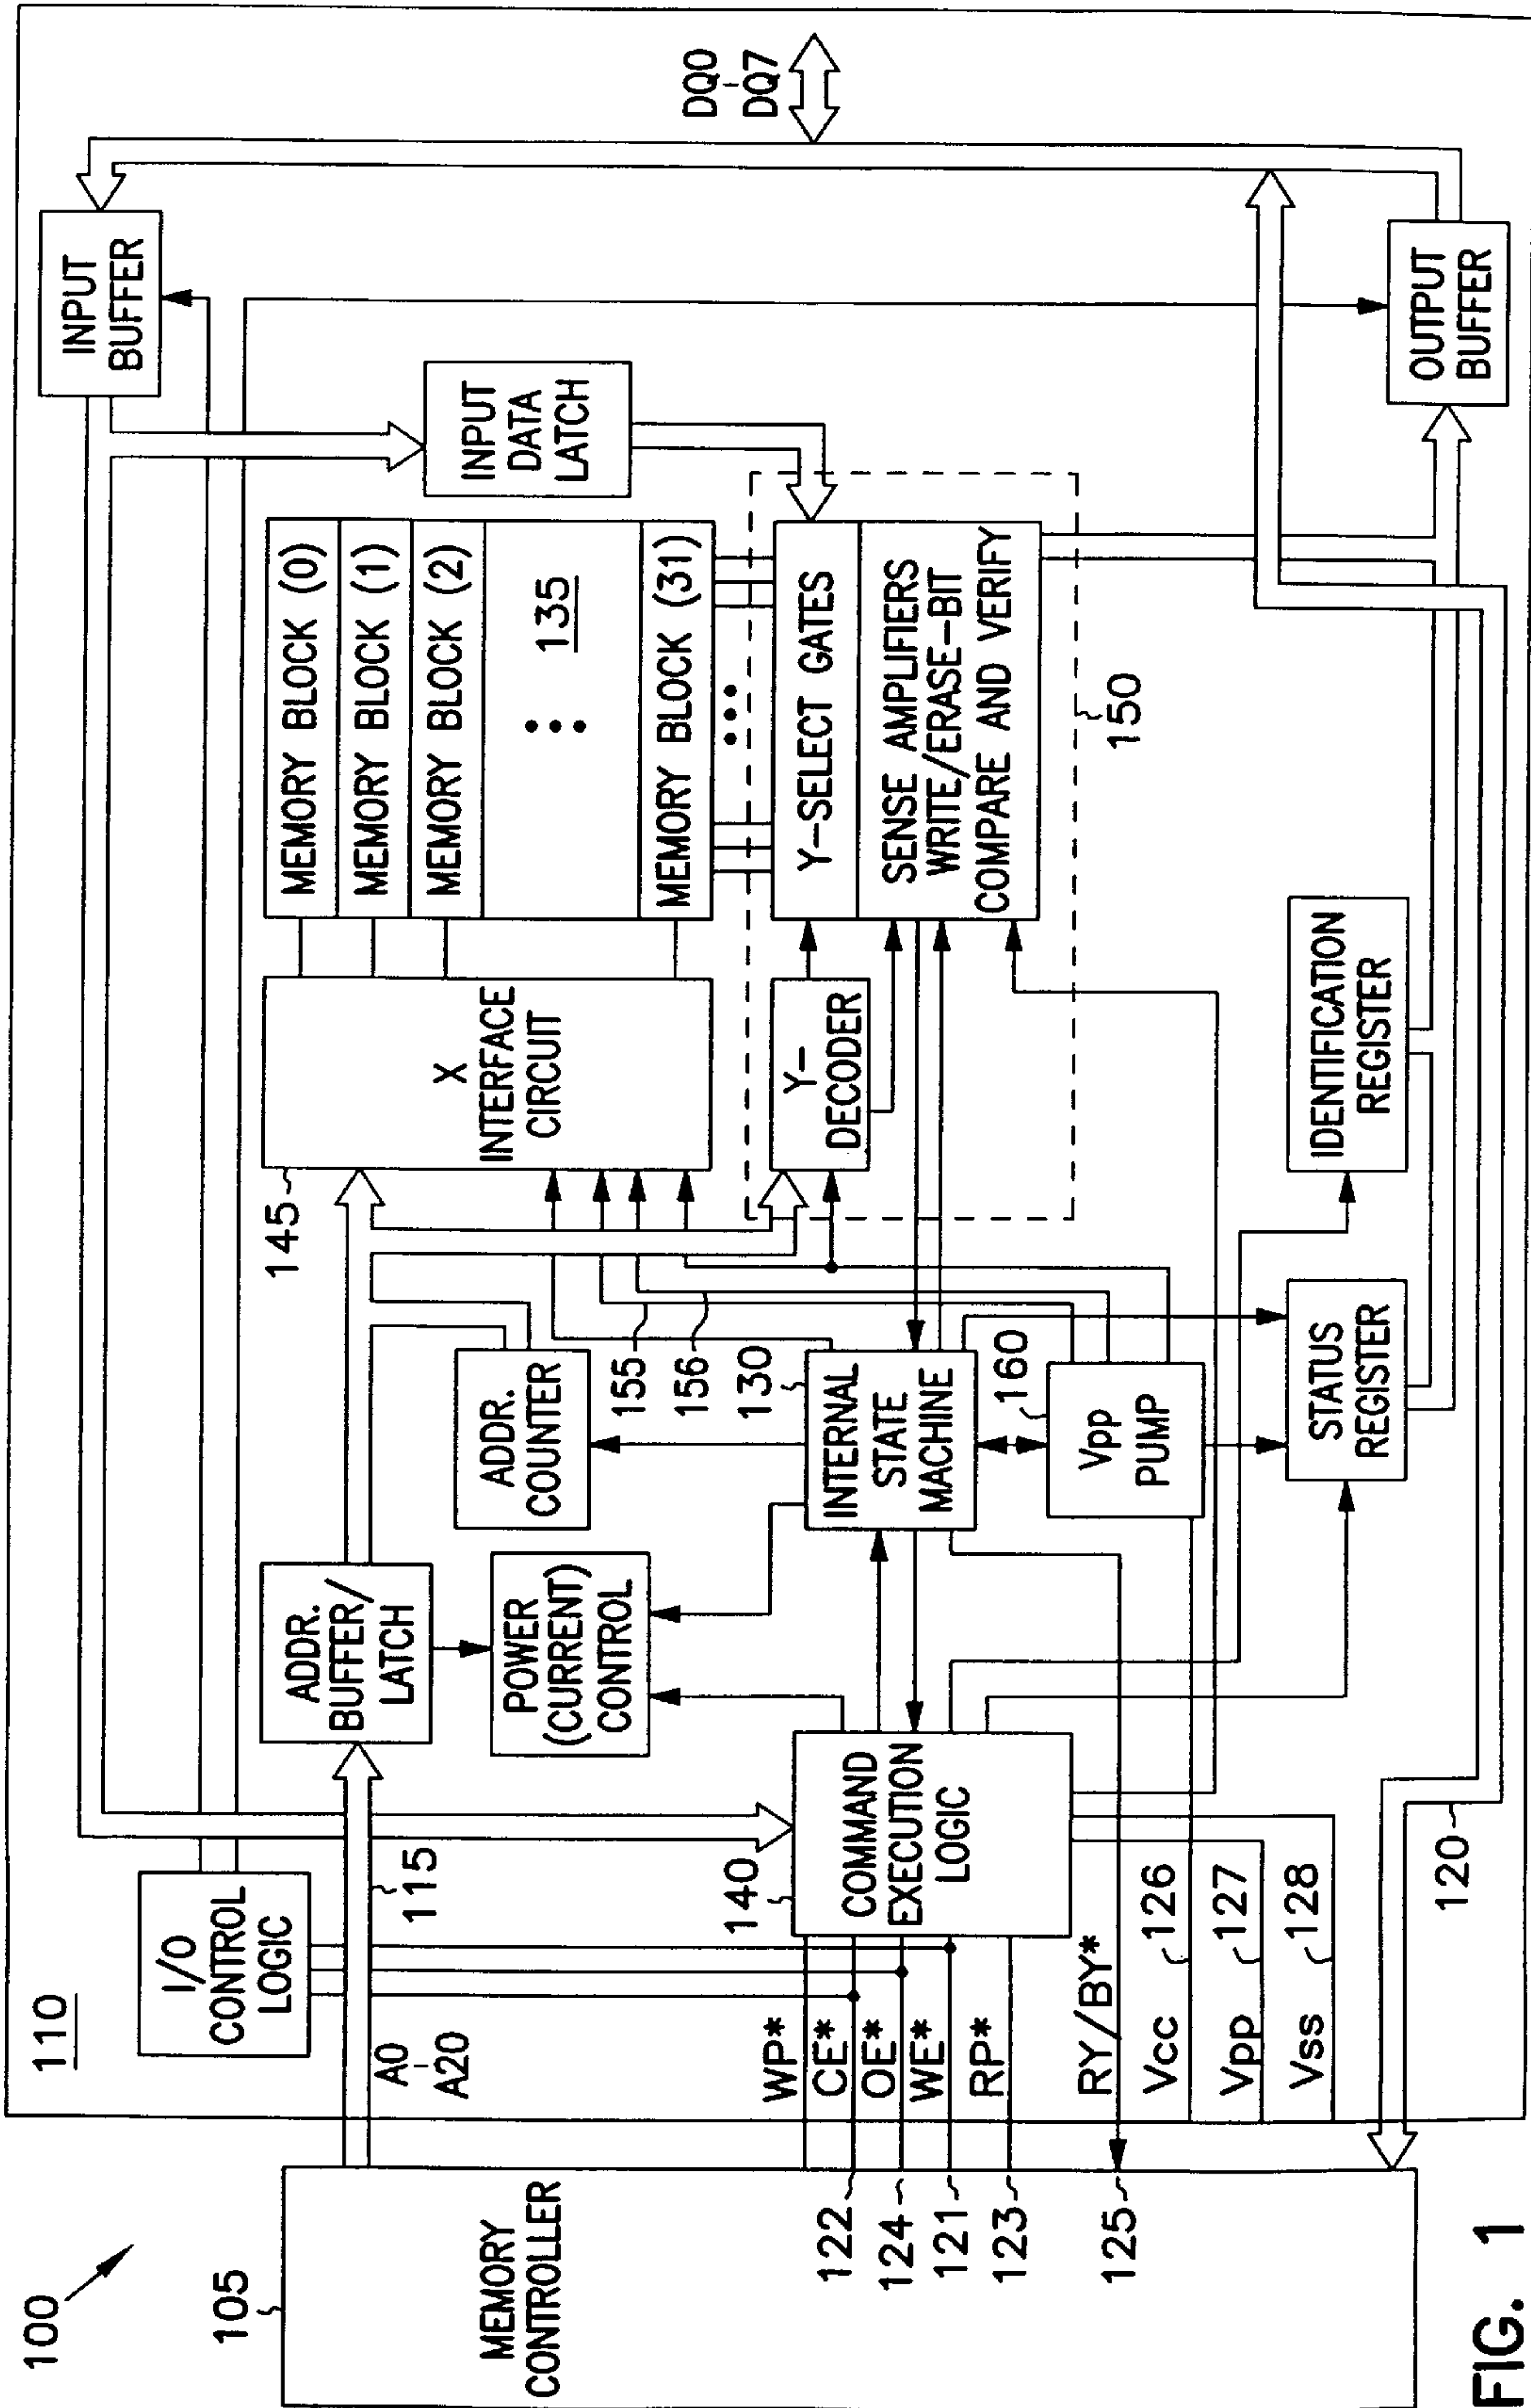 100
105
MEMORY
CONTROLLER
110
I/O
CONTROL
LOGIC
A0
A20
115
ADDR.
BUFFER/
LATCH
POWER
(CURRENT)
CONTROL
ADDR.
COUNTER
145
X
INTERFACE
CIRCUIT
MEMORY BLOCK (0)
MEMORY BLOCK (1)
MEMORY BLOCK (2)
135
MEMORY BLOCK (31)
INPUT
BUFFER
INPUT
DATA
LATCH
DQ0
DQ7
140
COMMAND
EXECUTION
LOGIC
WP*
CE*
OE*
WE*
RP*
RY/BY*
122
124
121
123
125
Vcc
126
Vpp
127
Vss
128
155
156
130
INTERNAL
STATE
MACHINE
160
Vpp
PUMP
Y-
DECODER
Y-SELECT GATES
SENSE AMPLIFIERS
WRITE/ERASE-BIT
COMPARE AND VERIFY
150
STATUS
REGISTER
IDENTIFICATION
REGISTER
OUTPUT
BUFFER
120
FIG. 1